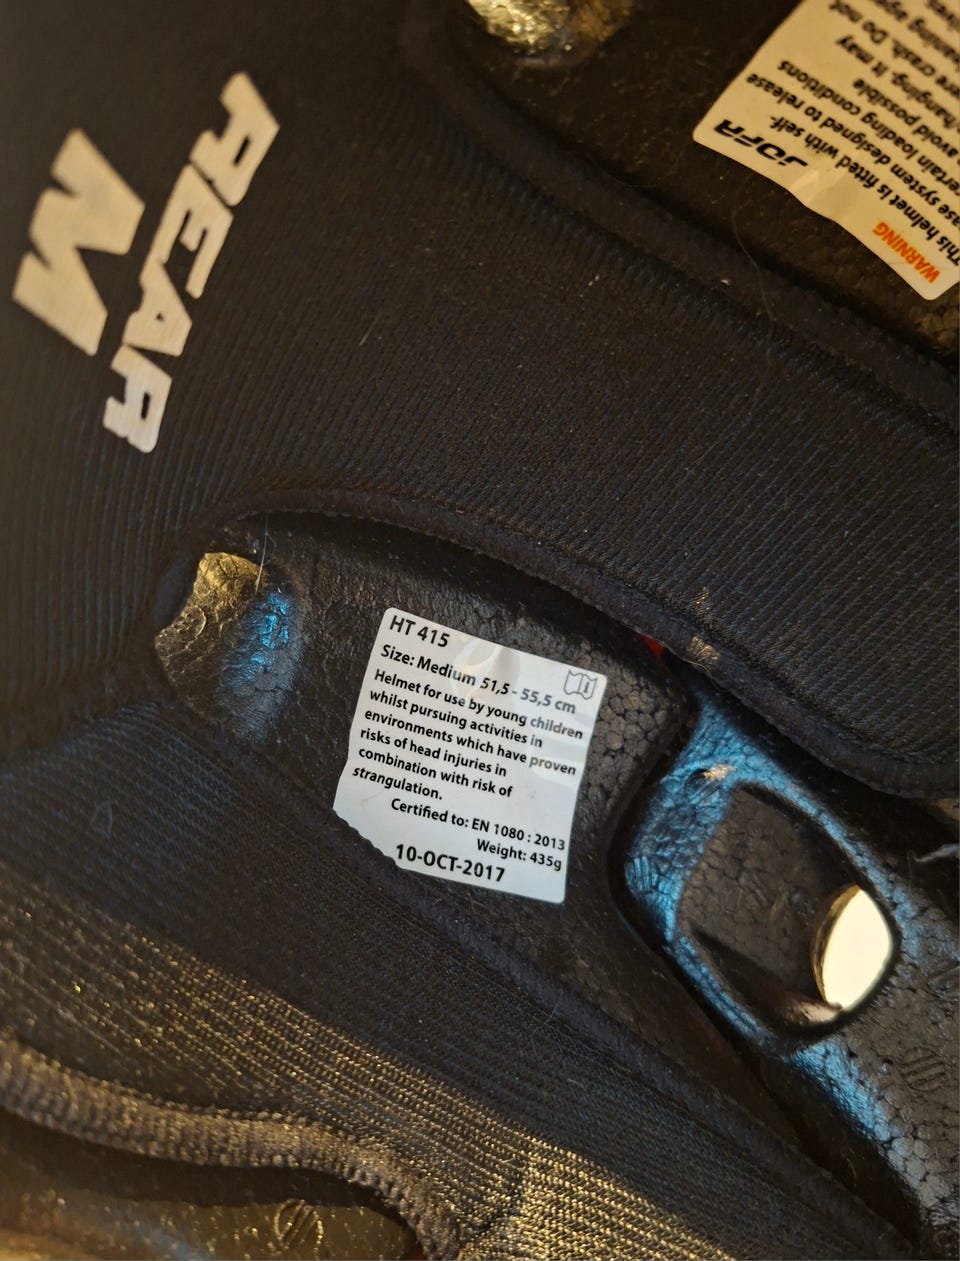 REAR
M
JOFA
WARNING
This helmet is fitted with self-
system designed to release
loading conditions
avoid possible
hanging. It may
crash. Do not
HT 415
Size: Medium 51,5 - 55,5 cm
Helmet for use by young children
whilst pursuing activities in
environments which have proven
risks of head injuries in
combination with risk of
strangulation.
Certified to: EN 1080 : 2013
Weight: 435g
10-OCT-2017